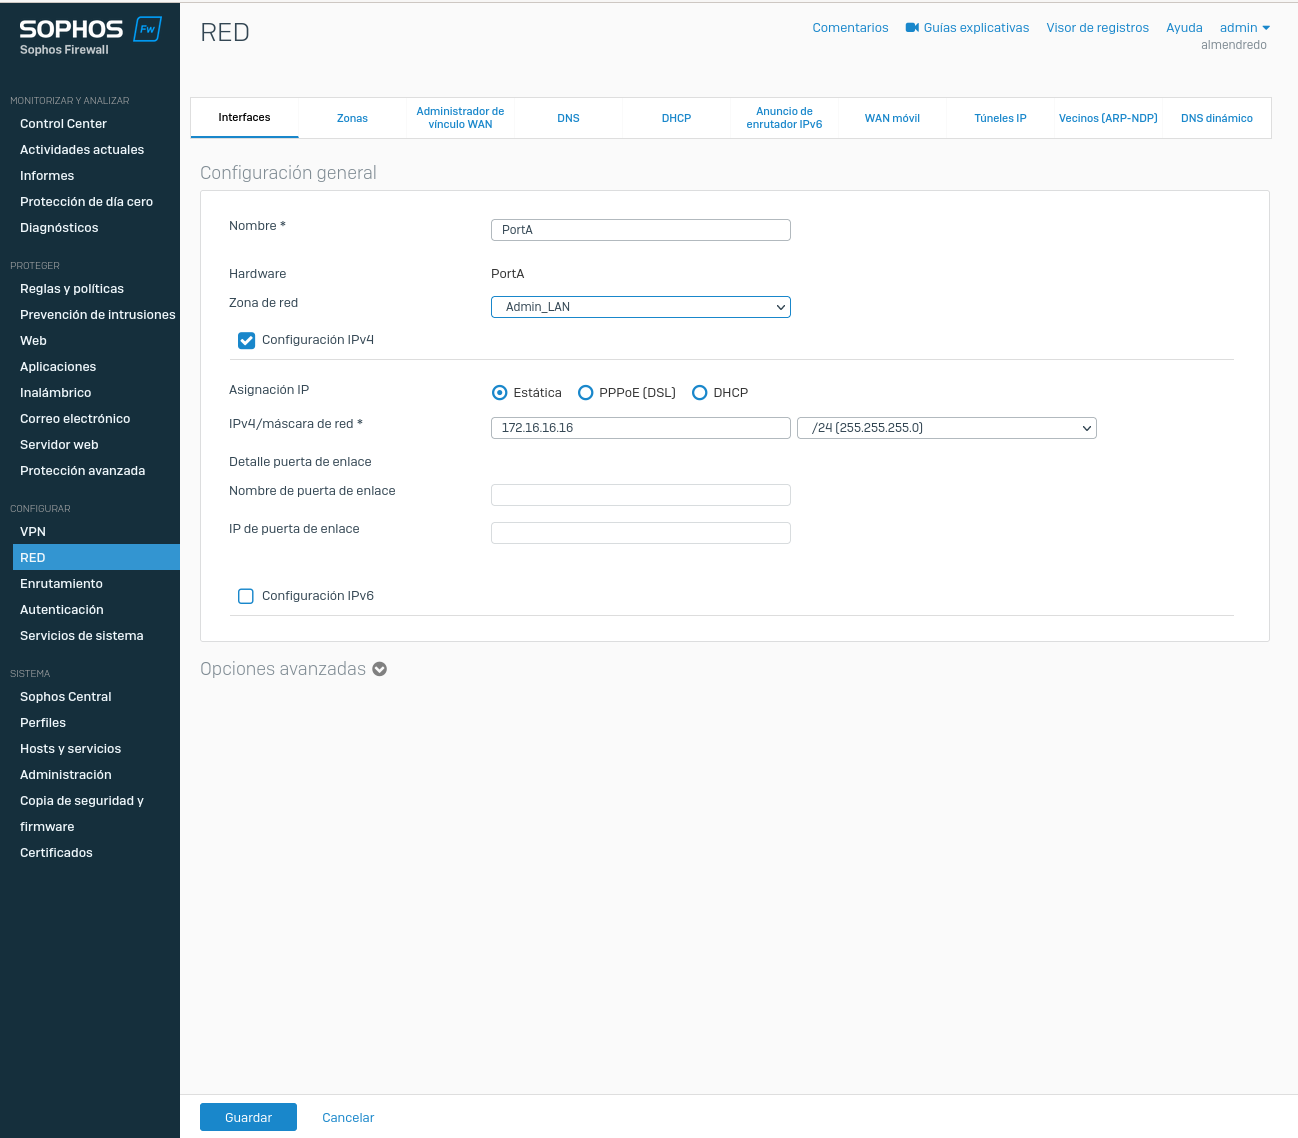 SOPHOS Fw
Sophos Firewall
MONITORIZAR Y ANALIZAR
Control Center
Actividades actuales
Informes
Protección de día cero
Diagnósticos
PROTEGER
Reglas y políticas
Prevención de intrusiones
Web
Aplicaciones
Inalámbrico
Correo electrónico
Servidor web
Protección avanzada
CONFIGURAR
VPN
RED
Enrutamiento
Autenticación
Servicios de sistema
SISTEMA
Sophos Central
Perfiles
Hosts y servicios
Administración
Copia de seguridad y
firmware
Certificados
RED
Comentarios Guías explicativas Visor de registros Ayuda admin
almendredo
Interfaces
Zonas
Administrador de
vínculo WAN
DNS
DHCP
Anuncio de
enrutador IPv6
WAN móvil
Túneles IP
Vecinos (ARP-NDP)
DNS dinámico
Configuración general
Nombre * PortA
Hardware PortA
Zona de red Admin_LAN
Configuración IPv4
Asignación IP Estática PPPoE (DSL) DHCP
IPv4/máscara de red * 172.16.16.16 /24 (255.255.255.0)
Detalle puerta de enlace
Nombre de puerta de enlace
IP de puerta de enlace
Configuración IPv6
Opciones avanzadas
Guardar Cancelar